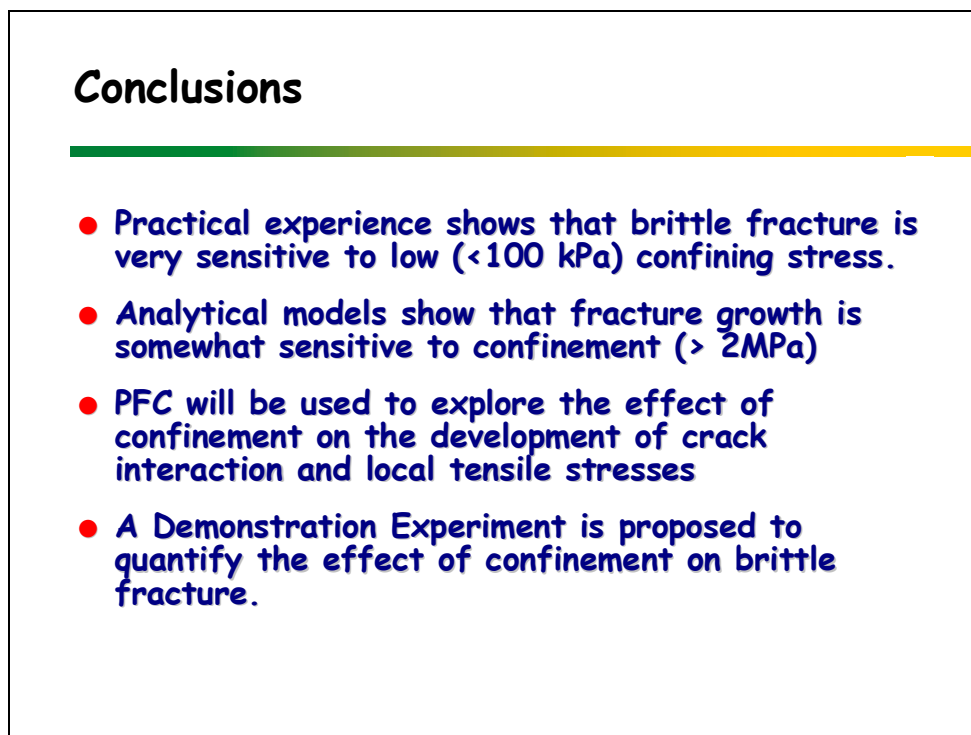 Conclusions
Practical experience shows that brittle fracture is
very sensitive to low (<100 kPa) confining stress.
Analytical models show that fracture growth is
somewhat sensitive to confinement (> 2MPa)
PFC will be used to explore the effect of
confinement on the development of crack
interaction and local tensile stresses
A Demonstration Experiment is proposed to
quantify the effect of confinement on brittle
fracture.